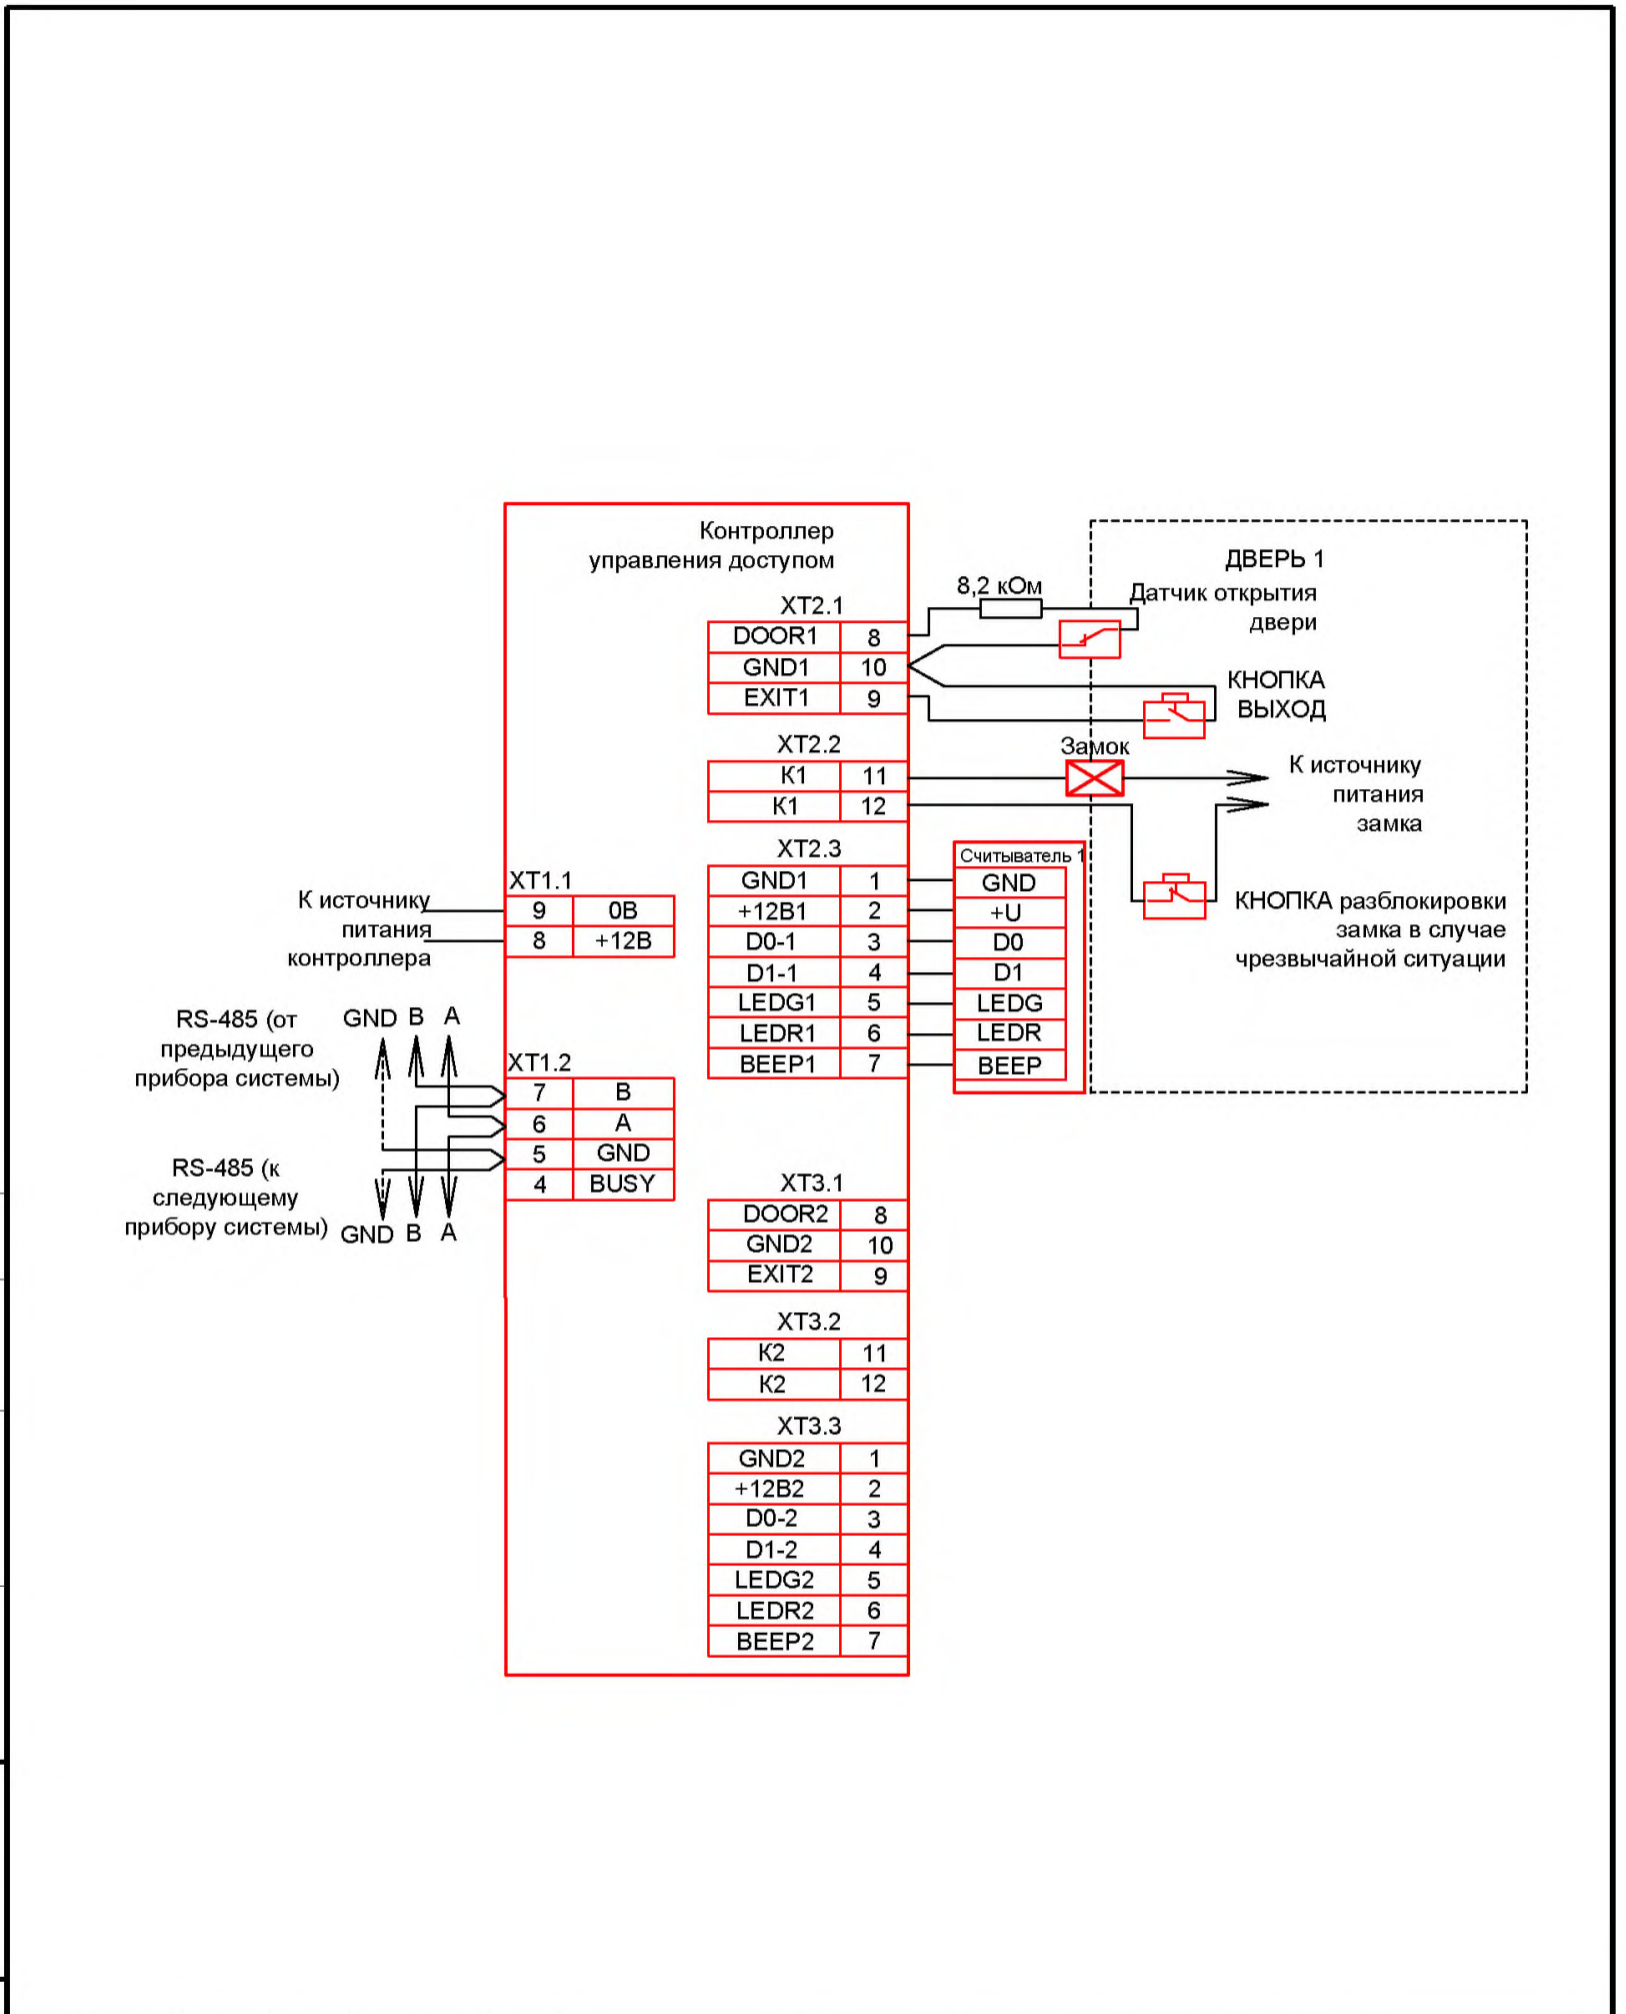 Контроллер
управления доступом
XT2.1
DOOR1 8
GND1 10
EXIT1 9
XT2.2
К1 11
К1 12
XT2.3
GND1 1
+12В1 2
D0-1 3
D1-1 4
LEDG1 5
LEDR1 6
BEEP1 7
8,2 кОм
ДВЕРЬ 1
Датчик открытия
двери
КНОПКА
ВЫХОД
Замок
К источнику
питания
замка
КНОПКА разблокировки
замка в случае
чрезвычайной ситуации
Считыватель 1
GND
+U
D0
D1
LEDG
LEDR
BEEP
К источнику
питания
контроллера
XT1.1
9 0В
8 +12В
RS-485 (от
предыдущего
прибора системы)
GND B A
XT1.2
7 B
6 A
5 GND
4 BUSY
RS-485 (к
следующему
прибору системы)
GND B A
XT3.1
DOOR2 8
GND2 10
EXIT2 9
XT3.2
К2 11
К2 12
XT3.3
GND2 1
+12В2 2
D0-2 3
D1-2 4
LEDG2 5
LEDR2 6
BEEP2 7